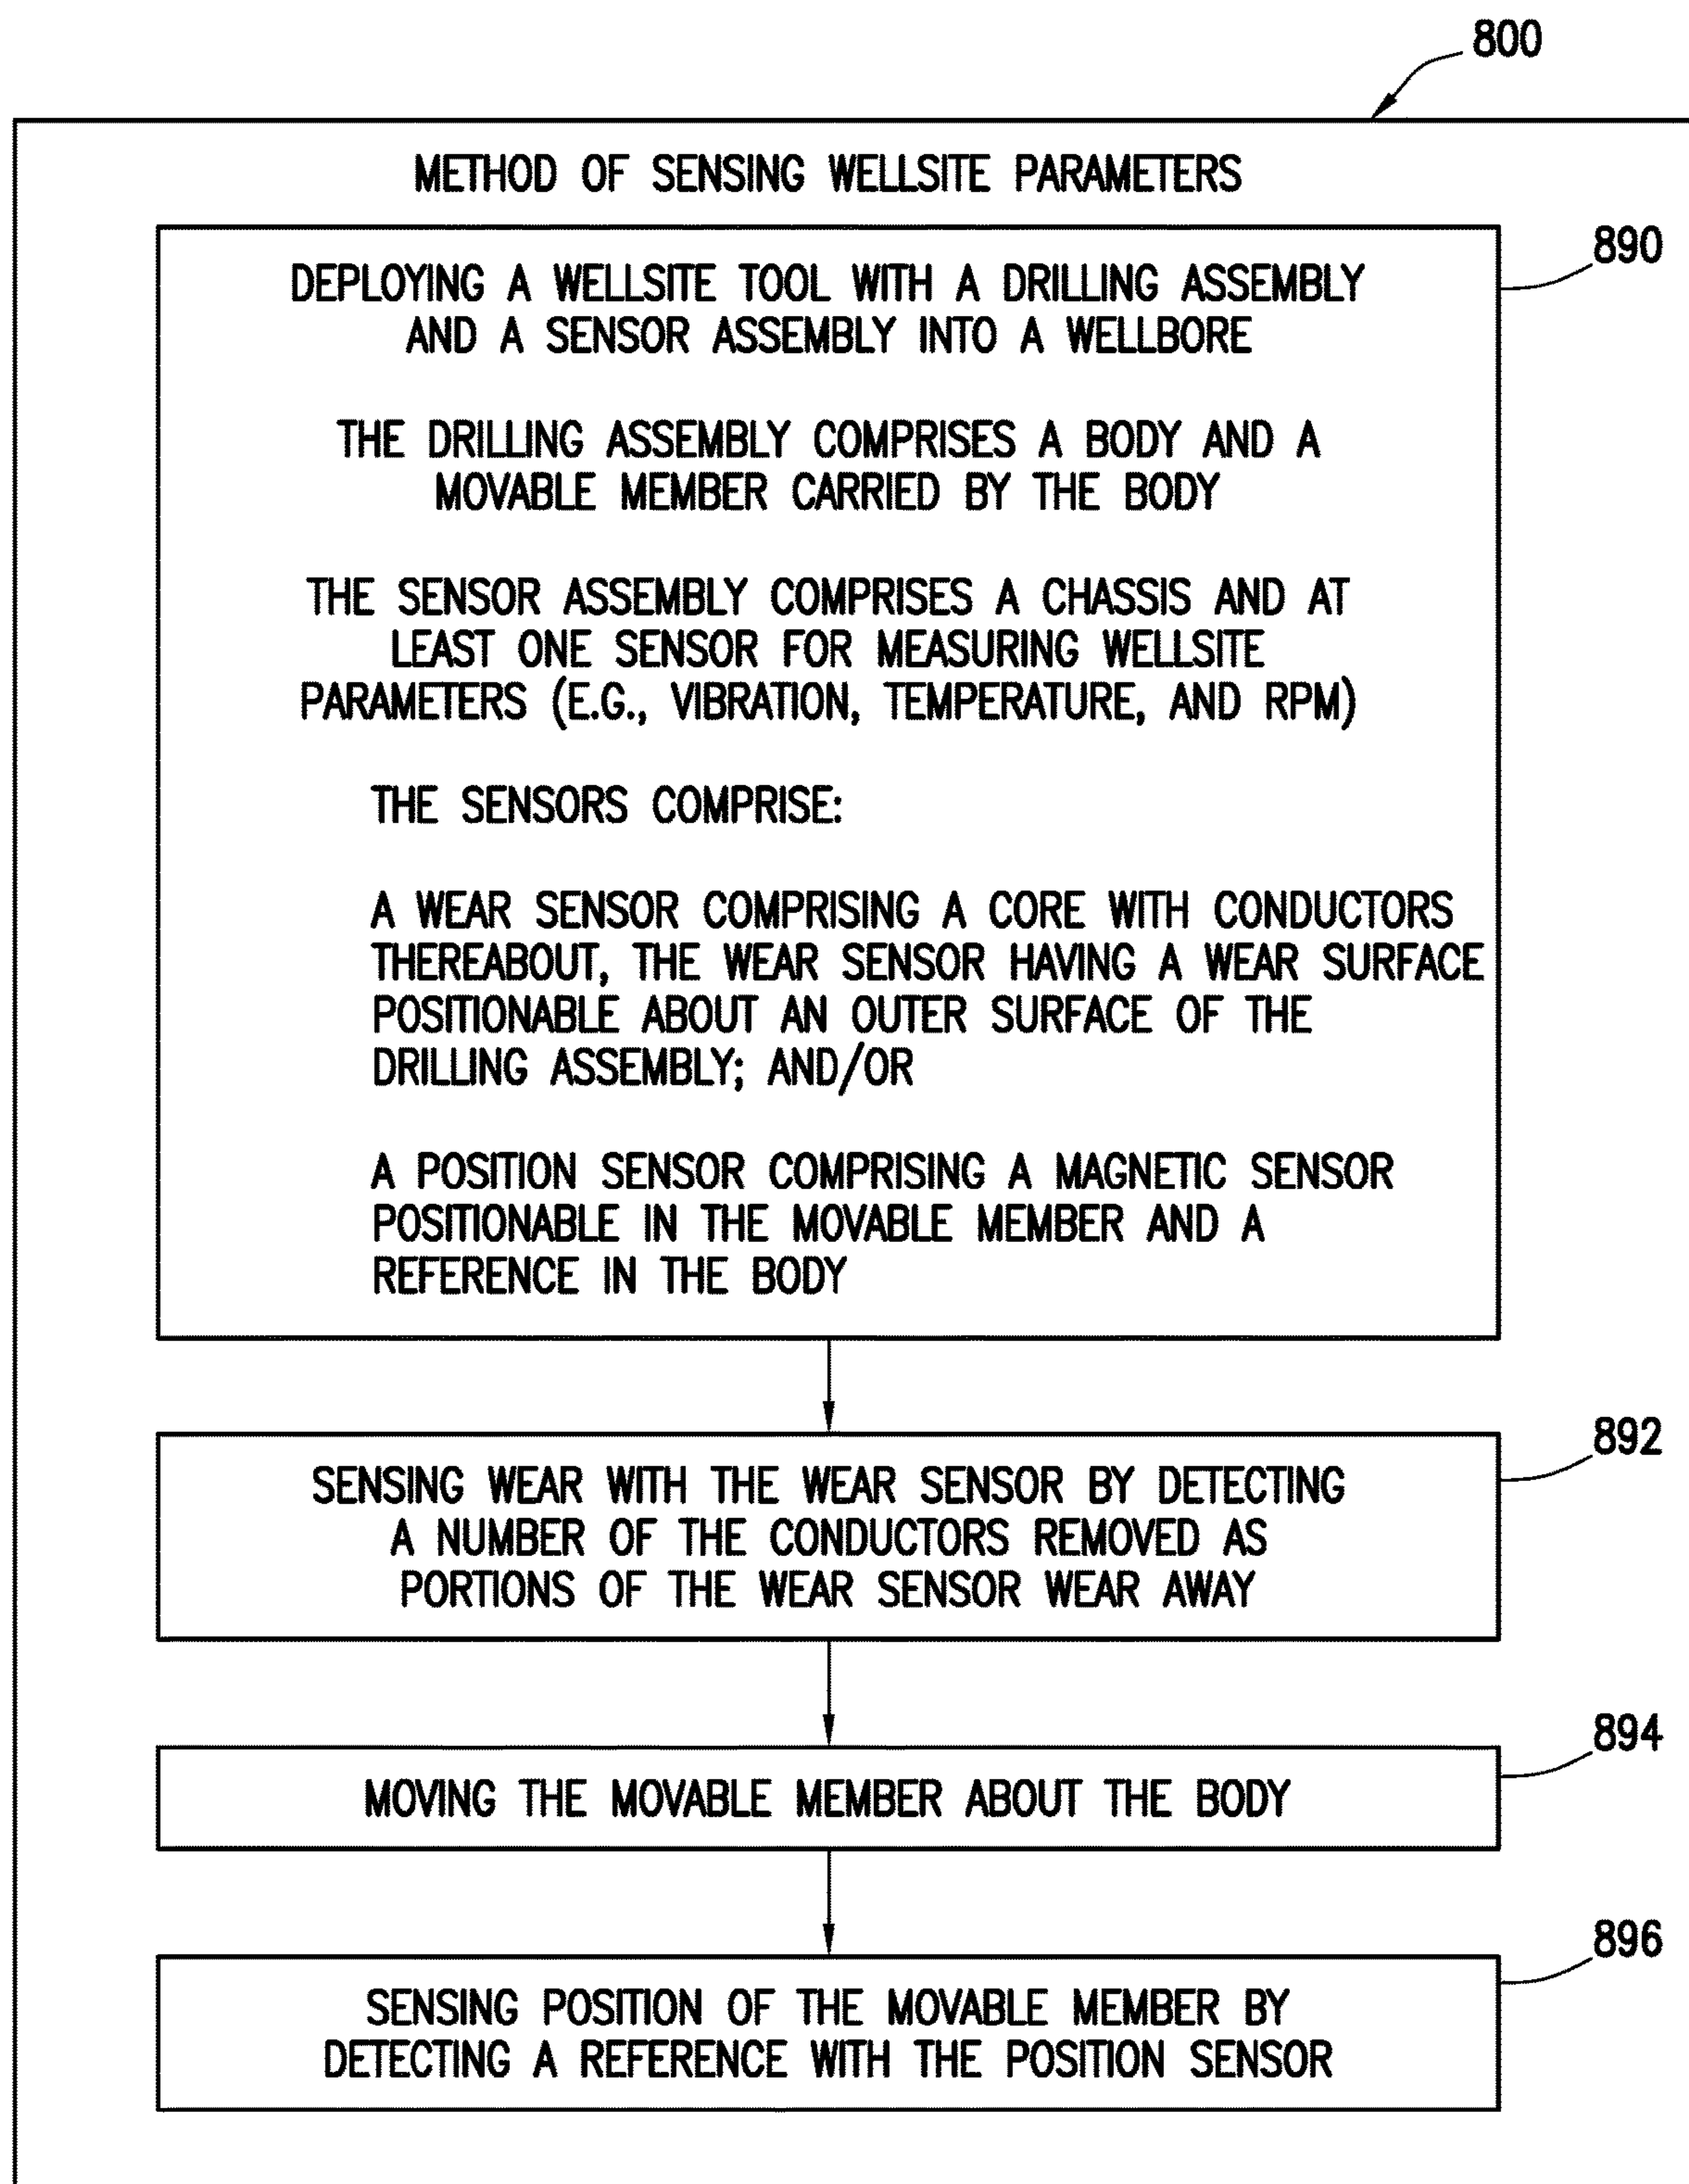 800
METHOD OF SENSING WELLSITE PARAMETERS
890
DEPLOYING A WELLSITE TOOL WITH A DRILLING ASSEMBLY
AND A SENSOR ASSEMBLY INTO A WELLBORE
THE DRILLING ASSEMBLY COMPRISES A BODY AND A
MOVABLE MEMBER CARRIED BY THE BODY
THE SENSOR ASSEMBLY COMPRISES A CHASSIS AND AT
LEAST ONE SENSOR FOR MEASURING WELLSITE
PARAMETERS (E.G., VIBRATION, TEMPERATURE, AND RPM)
THE SENSORS COMPRISE:
A WEAR SENSOR COMPRISING A CORE WITH CONDUCTORS
THEREABOUT, THE WEAR SENSOR HAVING A WEAR SURFACE
POSITIONABLE ABOUT AN OUTER SURFACE OF THE
DRILLING ASSEMBLY; AND/OR
A POSITION SENSOR COMPRISING A MAGNETIC SENSOR
POSITIONABLE IN THE MOVABLE MEMBER AND A
REFERENCE IN THE BODY
892
SENSING WEAR WITH THE WEAR SENSOR BY DETECTING
A NUMBER OF THE CONDUCTORS REMOVED AS
PORTIONS OF THE WEAR SENSOR WEAR AWAY
894
MOVING THE MOVABLE MEMBER ABOUT THE BODY
896
SENSING POSITION OF THE MOVABLE MEMBER BY
DETECTING A REFERENCE WITH THE POSITION SENSOR